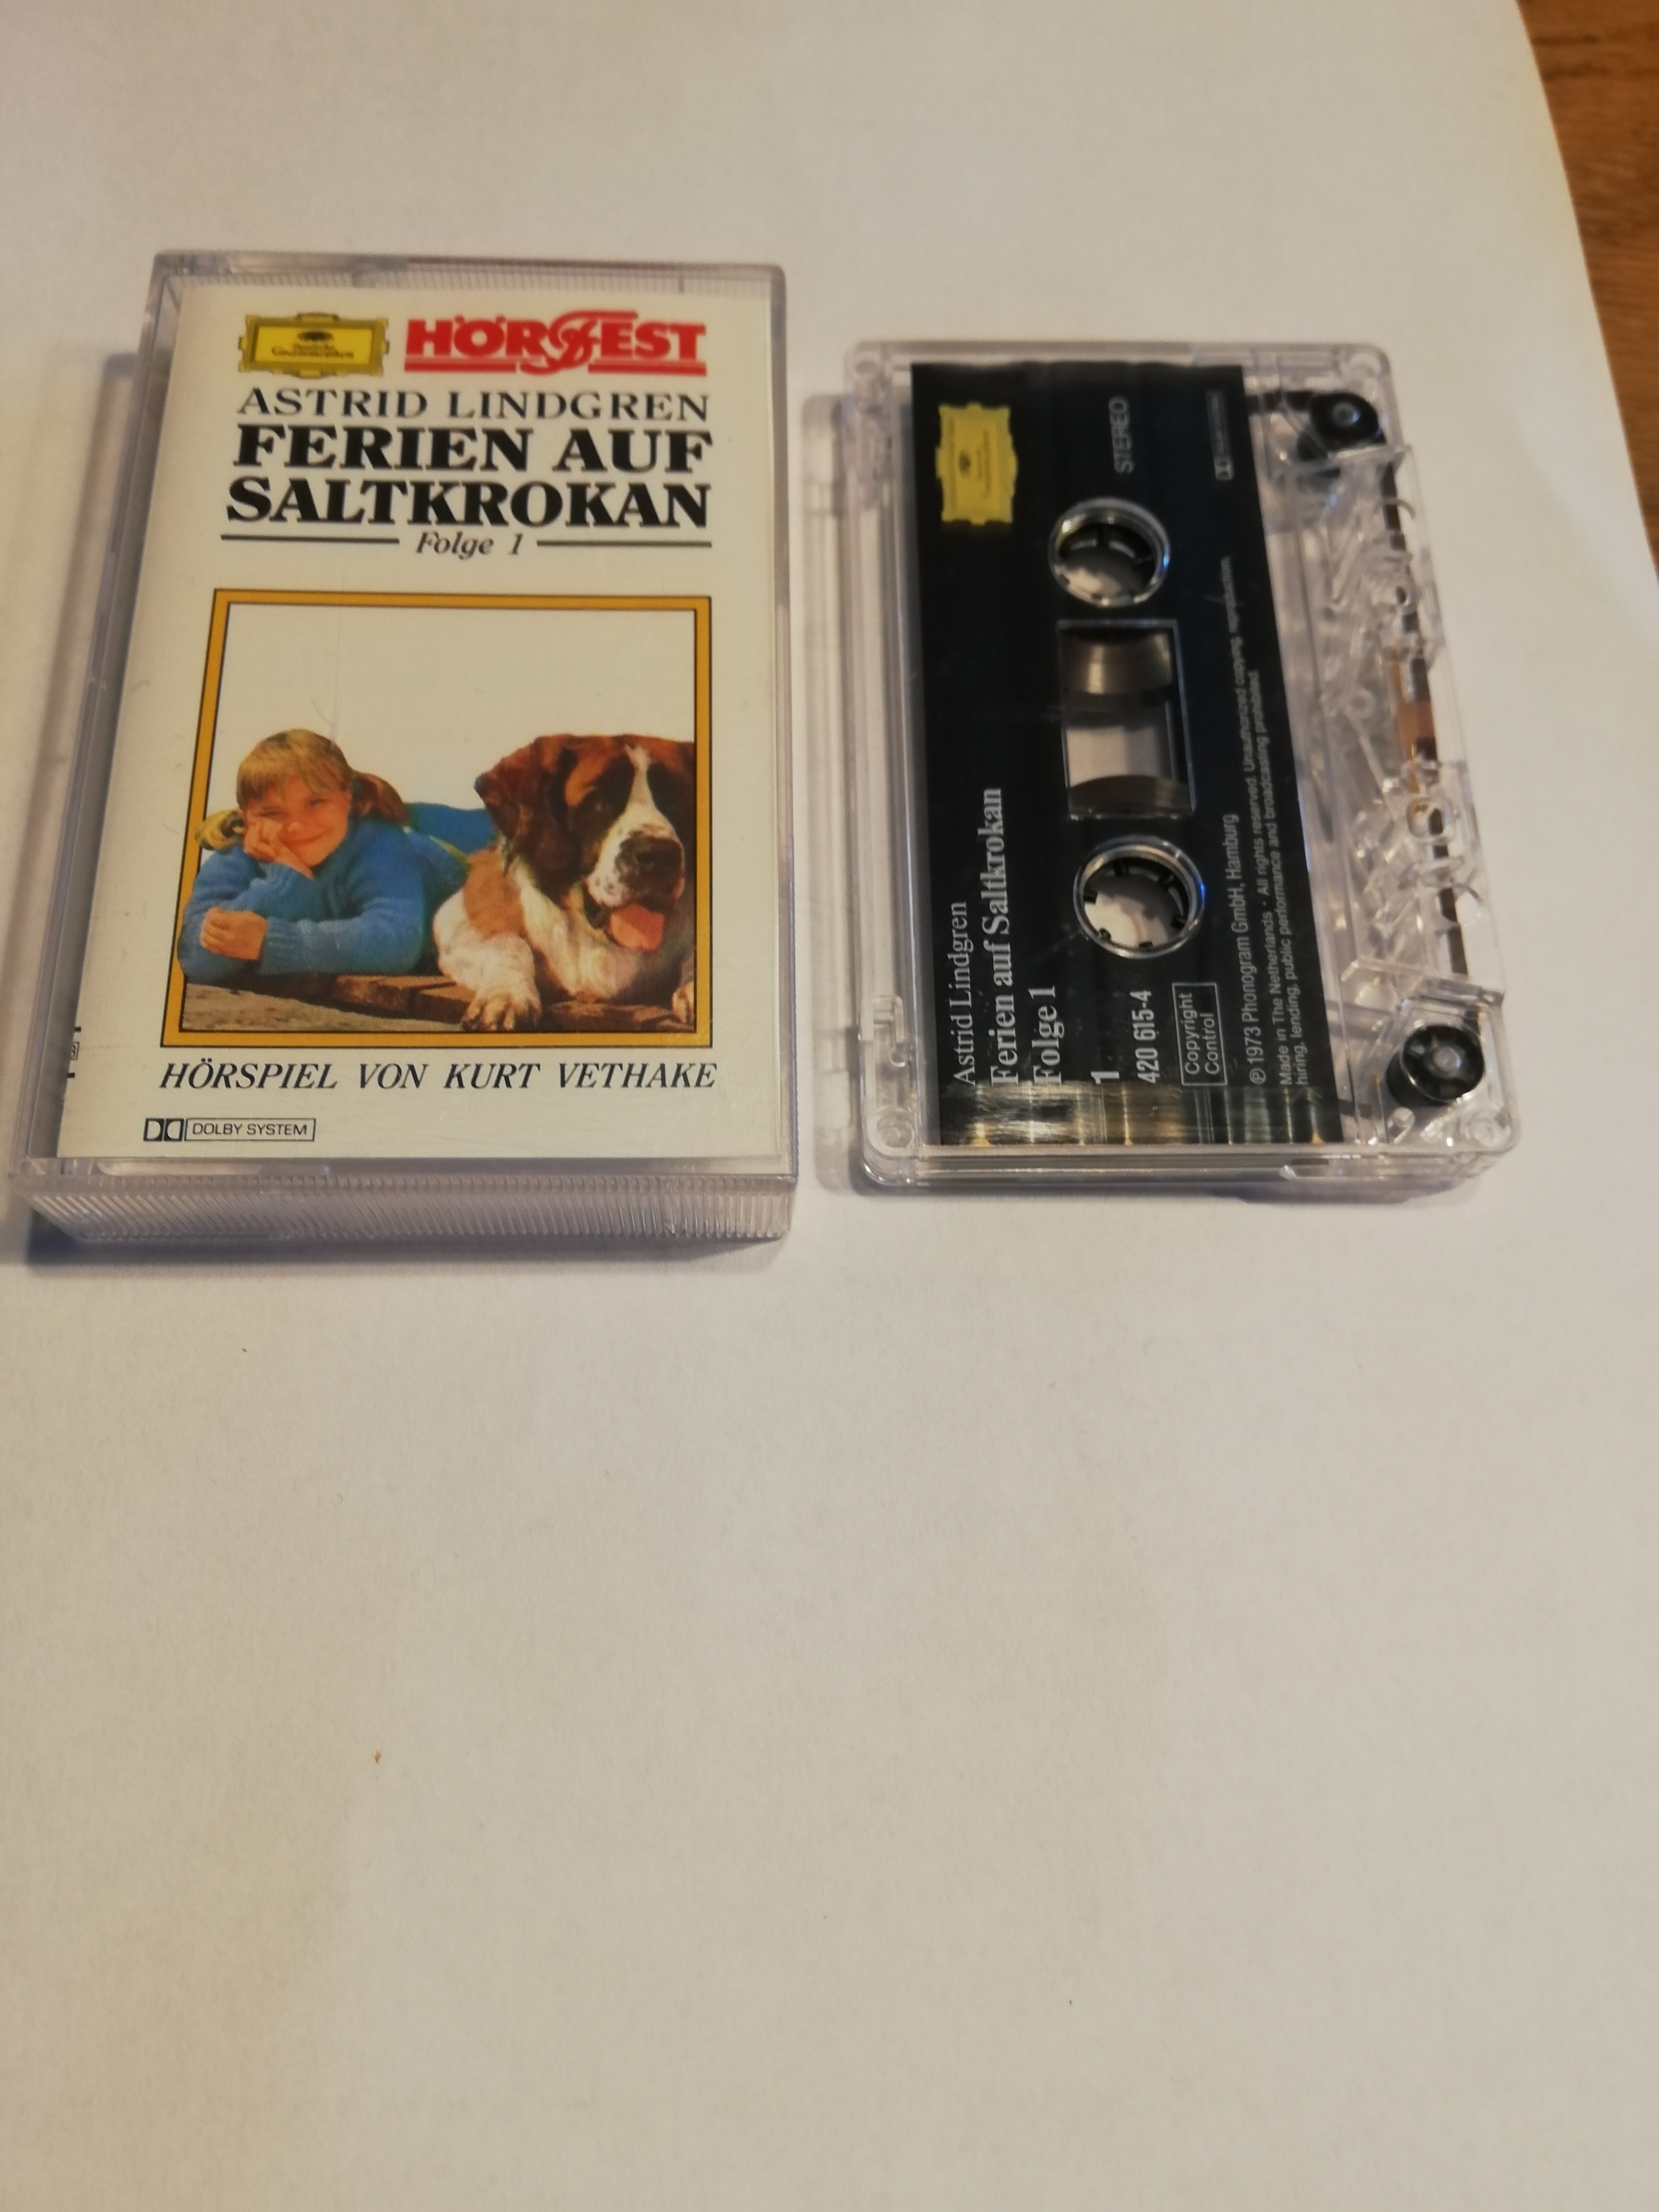 Deutsche
Grammophon
HÖRFEST
ASTRID LINDGREN
FERIEN AUF
SALTKROKAN
Folge 1
HÖRSPIEL VON KURT VETHAKE
DOLBY SYSTEM
STEREO
Astrid Lindgren
Ferien auf Saltkrokan
Folge 1
1
420 615-4
Copyright
Control
℗ 1973 Phonogram GmbH, Hamburg
Made in The Netherlands · All rights reserved. Unauthorized copying, reproduction,
hiring, lending, public performance and broadcasting prohibited.